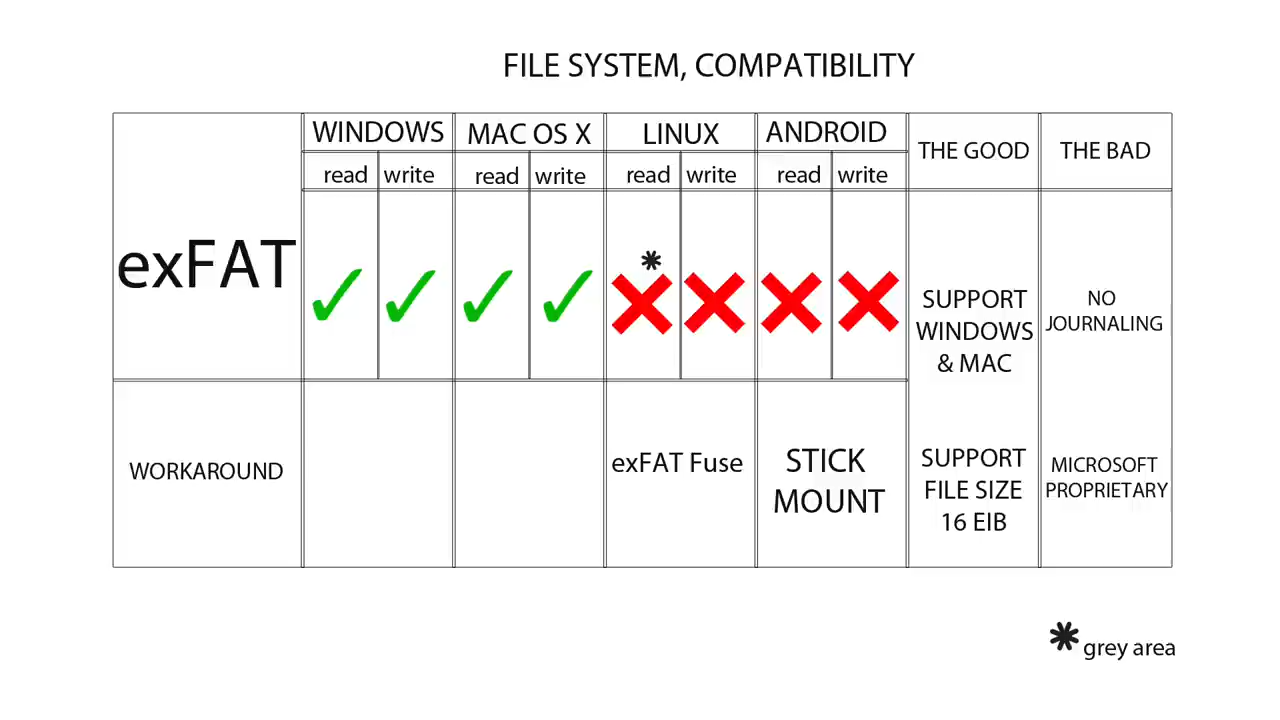 FILE SYSTEM, COMPATIBILITY
WINDOWS
MAC OS X
LINUX
ANDROID
THE GOOD
THE BAD
read
write
read
write
read
write
read
write
exFAT
*
SUPPORT
WINDOWS
& MAC
NO
JOURNALING
WORKAROUND
exFAT Fuse
STICK
MOUNT
SUPPORT
FILE SIZE
16 EIB
MICROSOFT
PROPRIETARY
* grey area